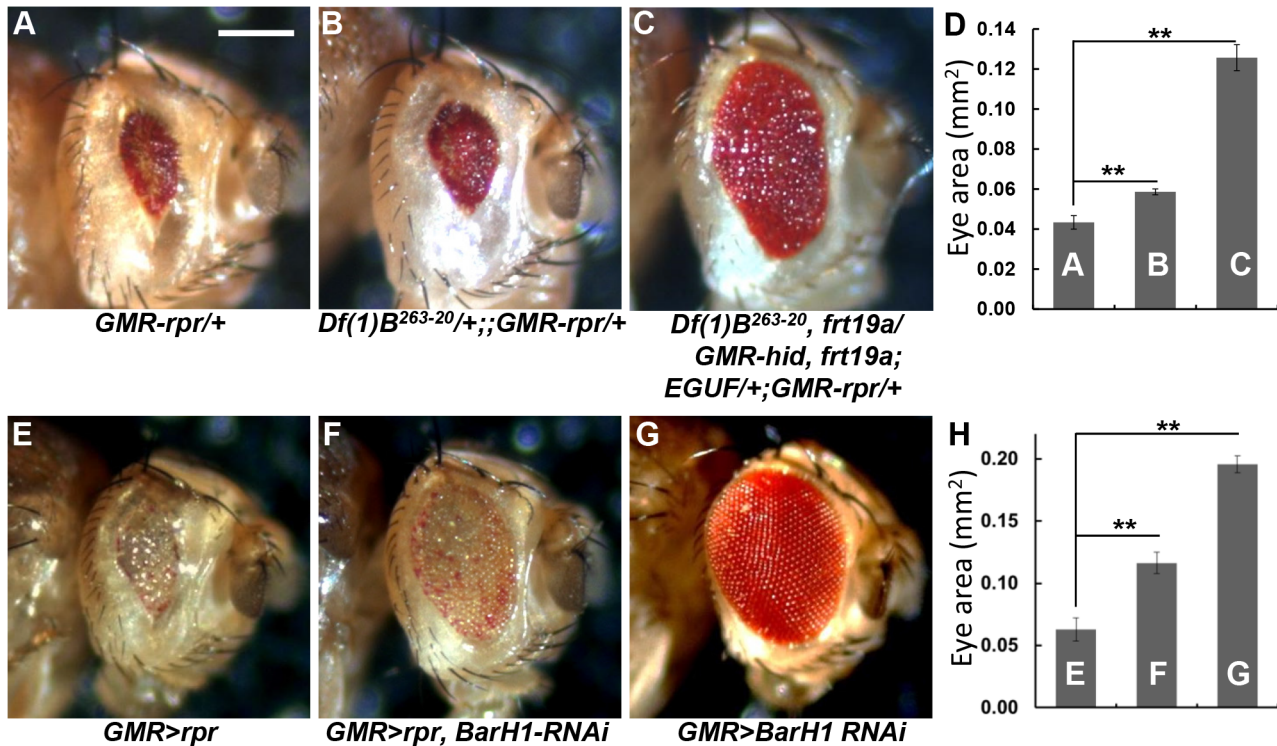 A
B
C
GMR-rpr/+
Df(1)B263-20/+;;GMR-rpr/+
Df(1)B263-20, frt19a/
GMR-hid, frt19a;
EGUF/+;GMR-rpr/+
D
Eye area (mm2)
0.14
0.12
0.10
0.08
0.06
0.04
0.02
0.00
**
**
A
B
C
E
F
G
GMR>rpr
GMR>rpr, BarH1-RNAi
GMR>BarH1 RNAi
H
Eye area (mm2)
0.20
0.15
0.10
0.05
0.00
**
**
E
F
G